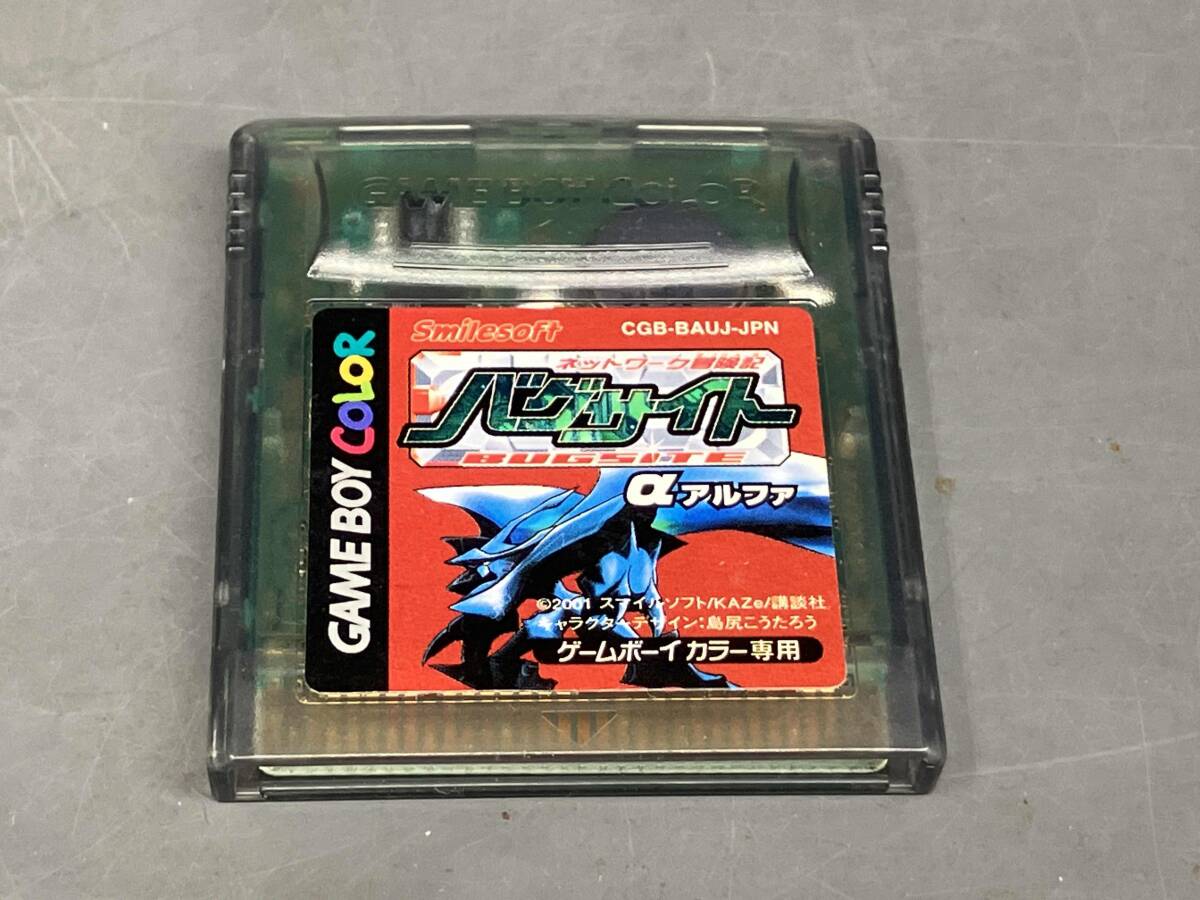 GAME BOY COLOR
GAME BOY COLOR
Smilesoft
CGB-BAUJ-JPN
ネットワーク冒険記
バグサイト
BUGSITE
αアルファ
©2001 スマイルソフト/KAZe/講談社
キャラクターデザイン:島尻こうたろう
ゲームボーイカラー専用